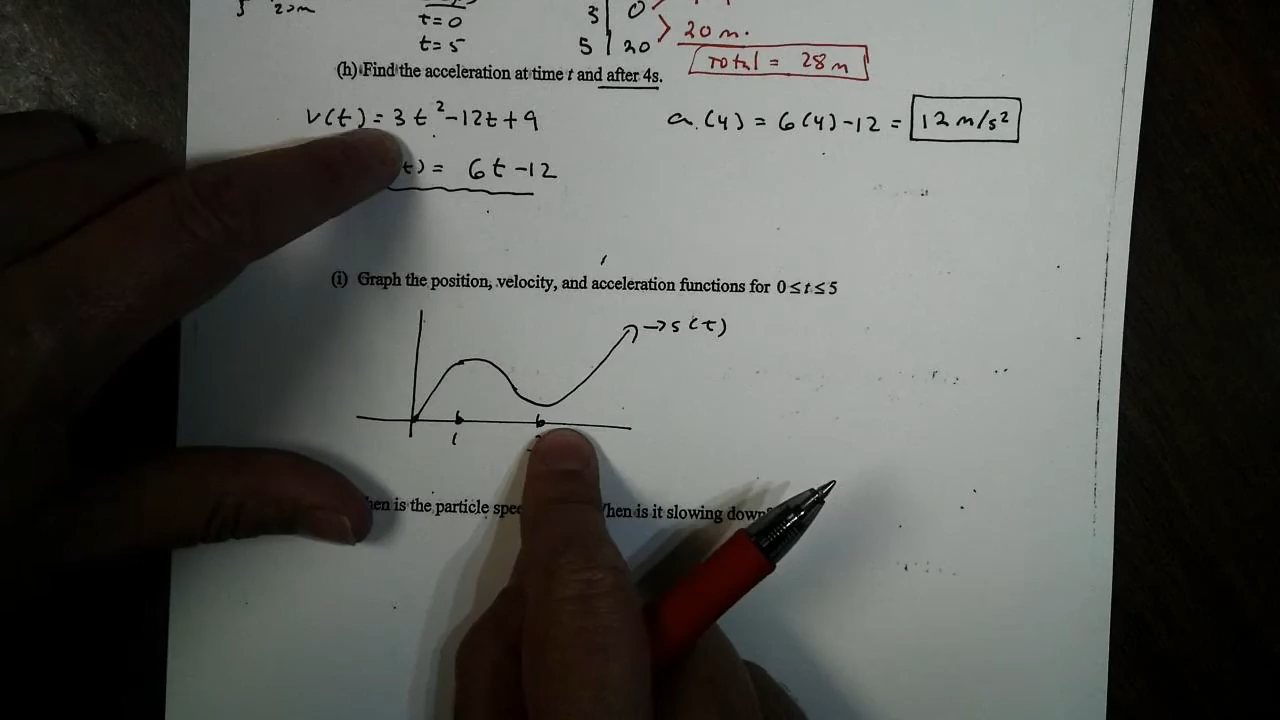 20m
t=0 3 | 0
t=5 5 | 20 > 20 m.
Total = 28m
(h) Find the acceleration at time t and after 4s.
v(t) = 3t²-12t+9 a(4) = 6(4)-12 = 12 m/s²
t) = 6t-12
(i) Graph the position, velocity, and acceleration functions for 0≤t≤5
→s(t)
1
hen is the particle spe hen is it slowing down?